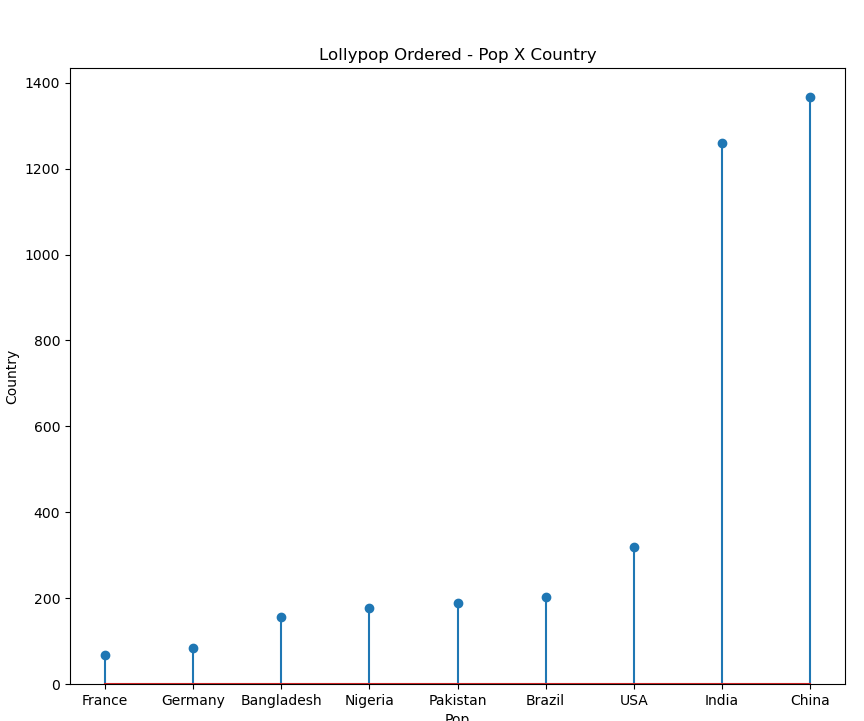 Lollypop Ordered - Pop X Country
1400
1200
1000
800
600
400
200
0
Country
France Germany Bangladesh Nigeria Pakistan Brazil USA India China
Pop